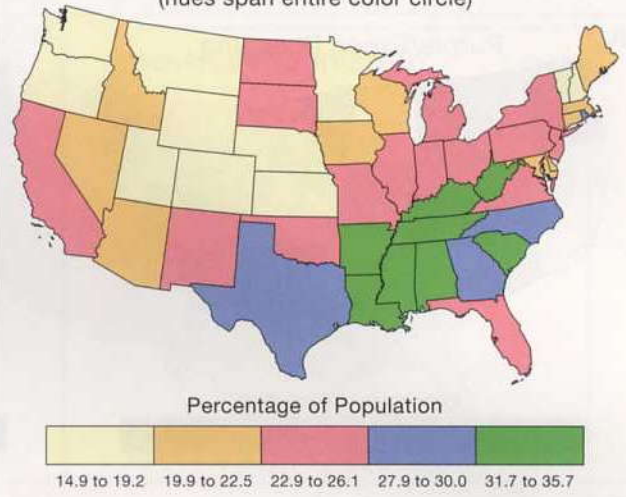 (hues span entire color circle)
Percentage of Population
14.9 to 19.2 19.9 to 22.5 22.9 to 26.1 27.9 to 30.0 31.7 to 35.7